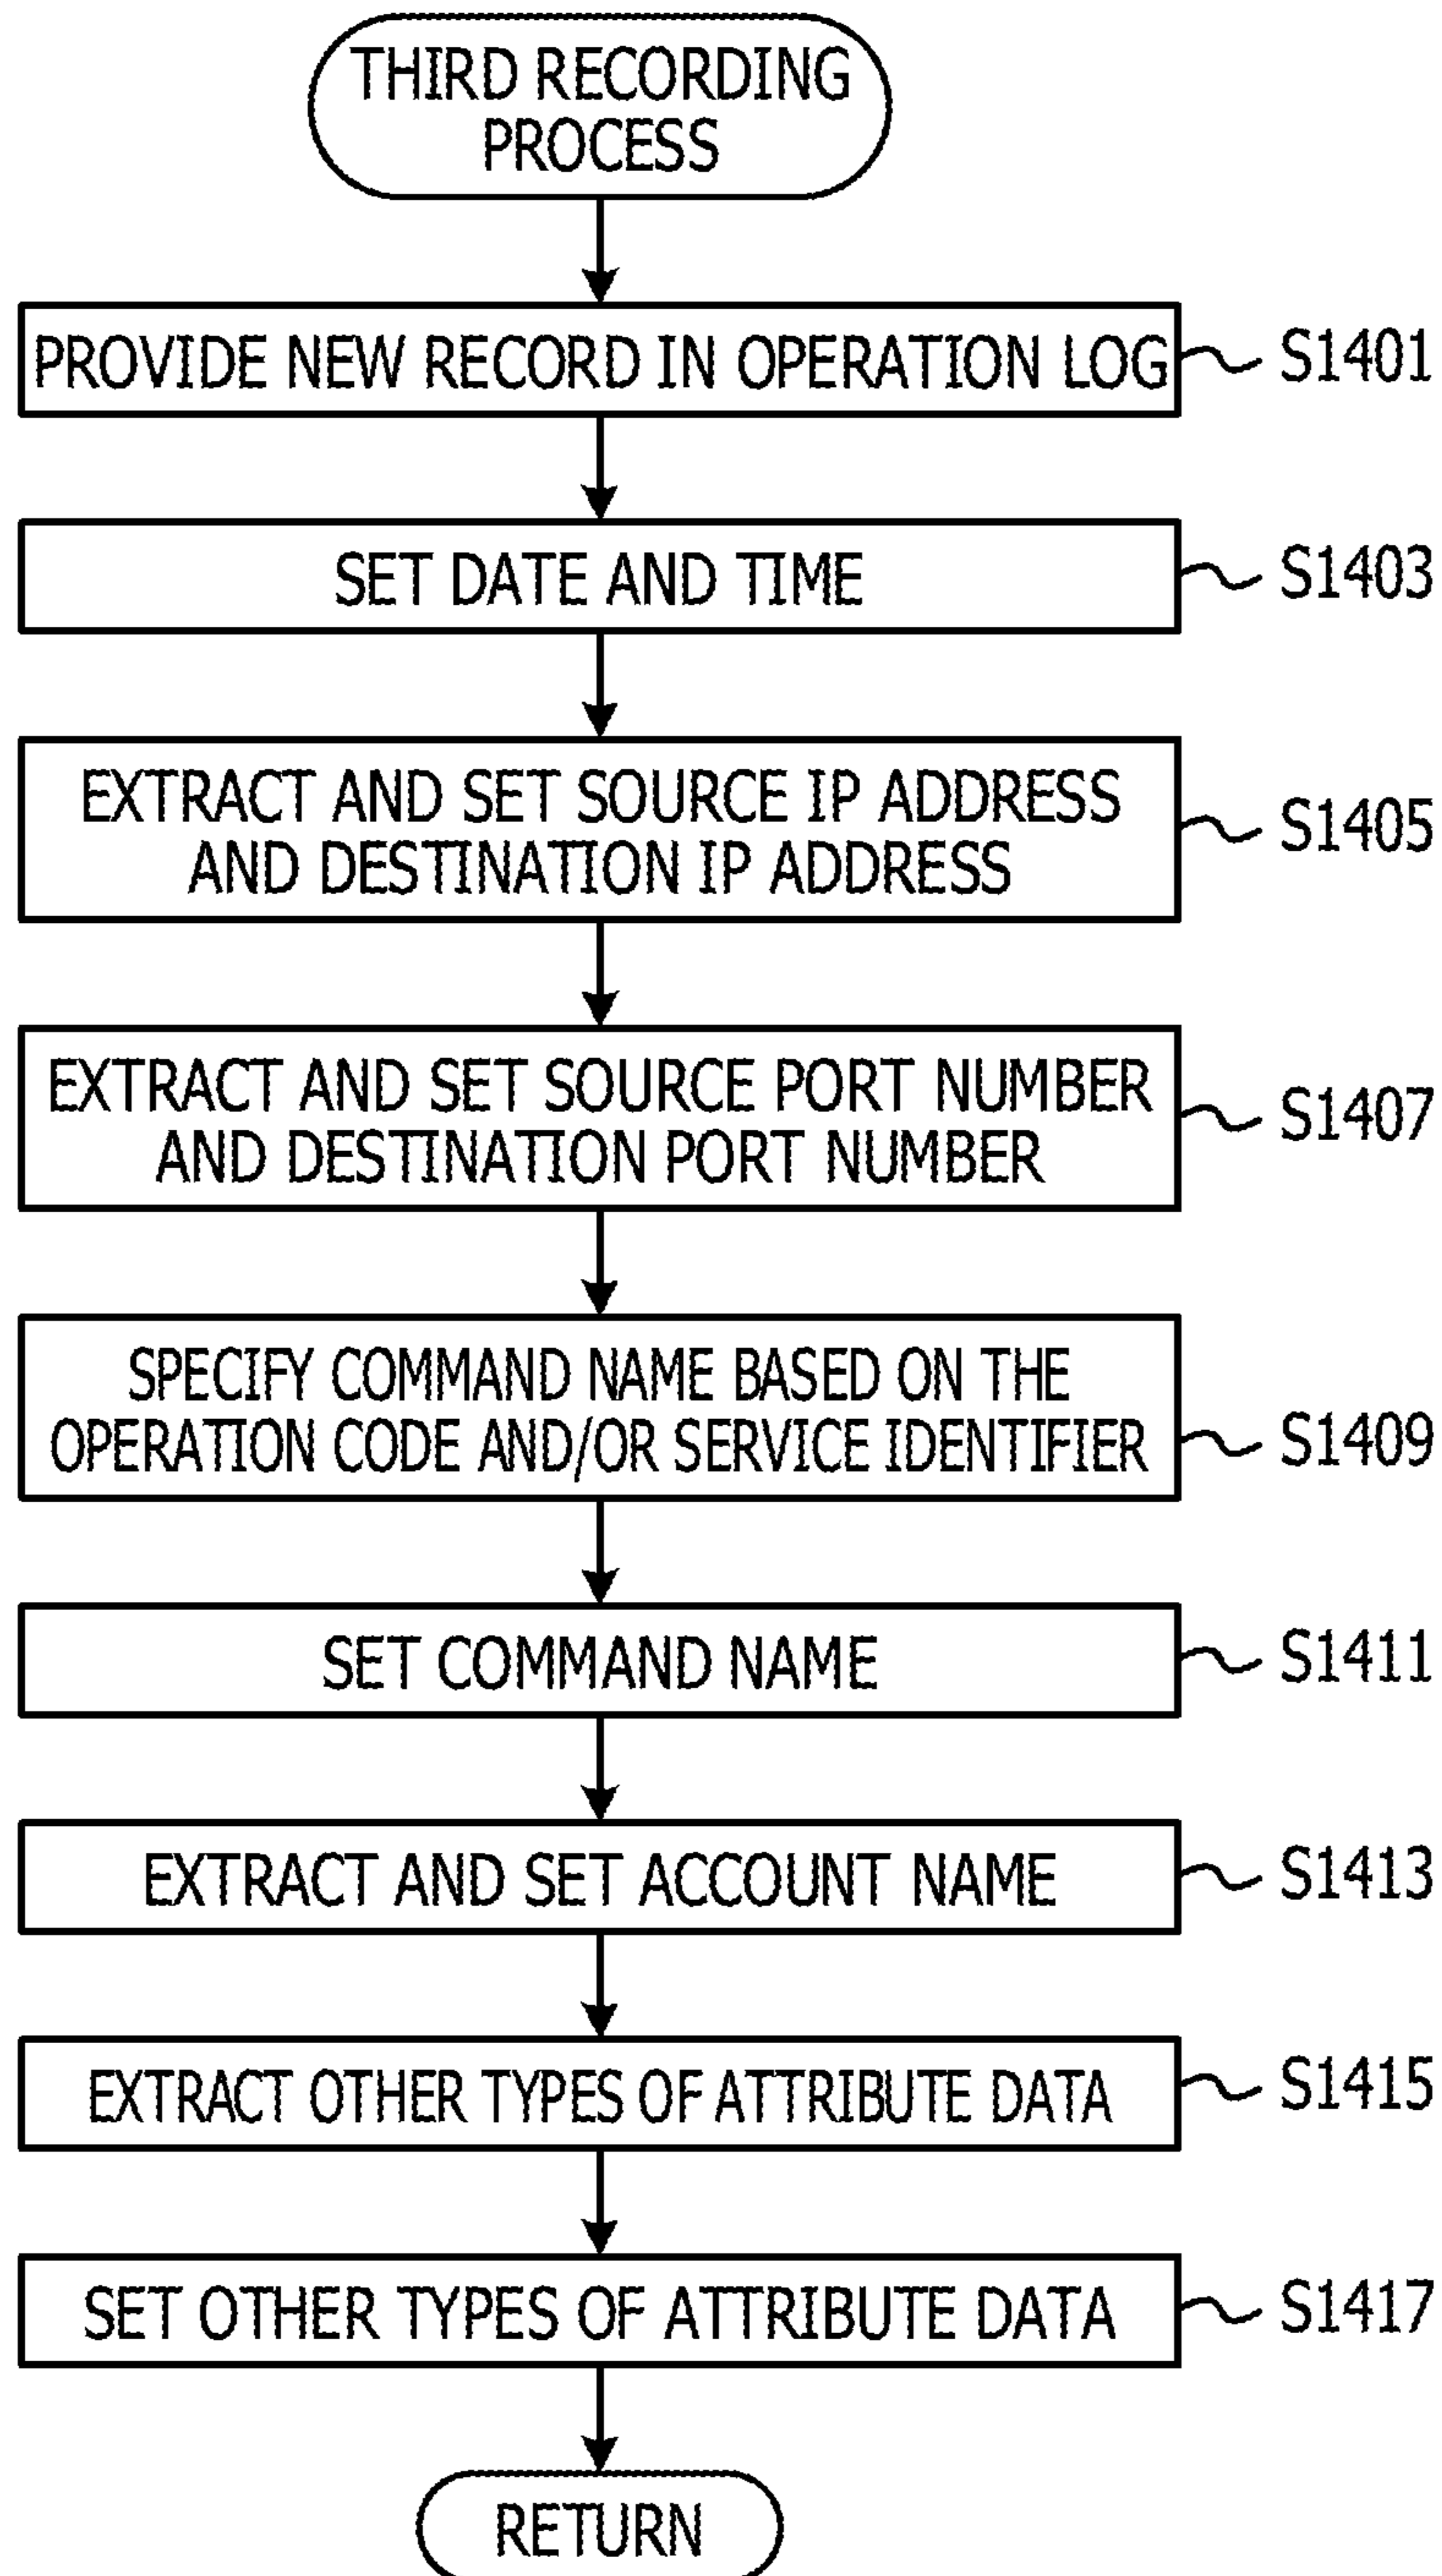 THIRD RECORDING
PROCESS
PROVIDE NEW RECORD IN OPERATION LOG
S1401
SET DATE AND TIME
S1403
EXTRACT AND SET SOURCE IP ADDRESS
AND DESTINATION IP ADDRESS
S1405
EXTRACT AND SET SOURCE PORT NUMBER
AND DESTINATION PORT NUMBER
S1407
SPECIFY COMMAND NAME BASED ON THE
OPERATION CODE AND/OR SERVICE IDENTIFIER
S1409
SET COMMAND NAME
S1411
EXTRACT AND SET ACCOUNT NAME
S1413
EXTRACT OTHER TYPES OF ATTRIBUTE DATA
S1415
SET OTHER TYPES OF ATTRIBUTE DATA
S1417
RETURN